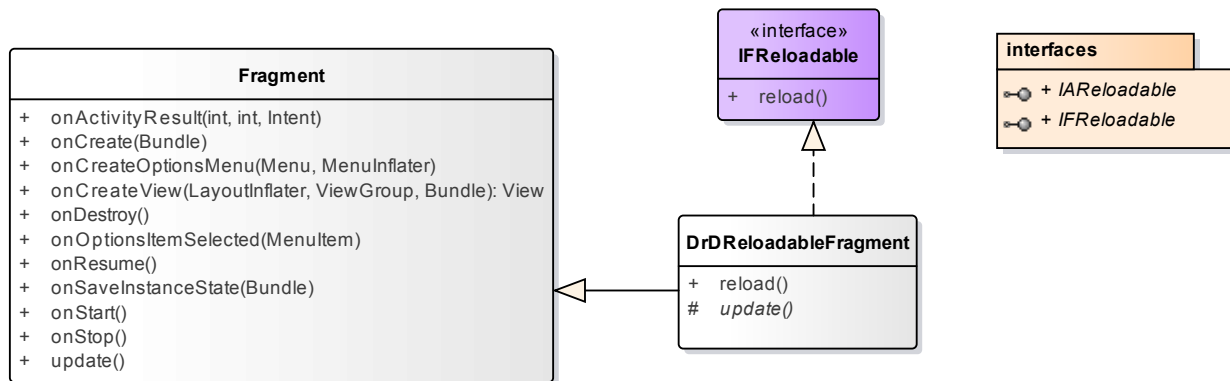 Fragment
+ onActivityResult(int, int, Intent)
+ onCreate(Bundle)
+ onCreateOptionsMenu(Menu, MenuInflater)
+ onCreateView(LayoutInflater, ViewGroup, Bundle): View
+ onDestroy()
+ onOptionsItemSelected(MenuItem)
+ onResume()
+ onSaveInstanceState(Bundle)
+ onStart()
+ onStop()
+ update()
«interface»
IFReloadable
+ reload()
DrDReloadableFragment
+ reload()
# update()
interfaces
+ IAReloadable
+ IFReloadable